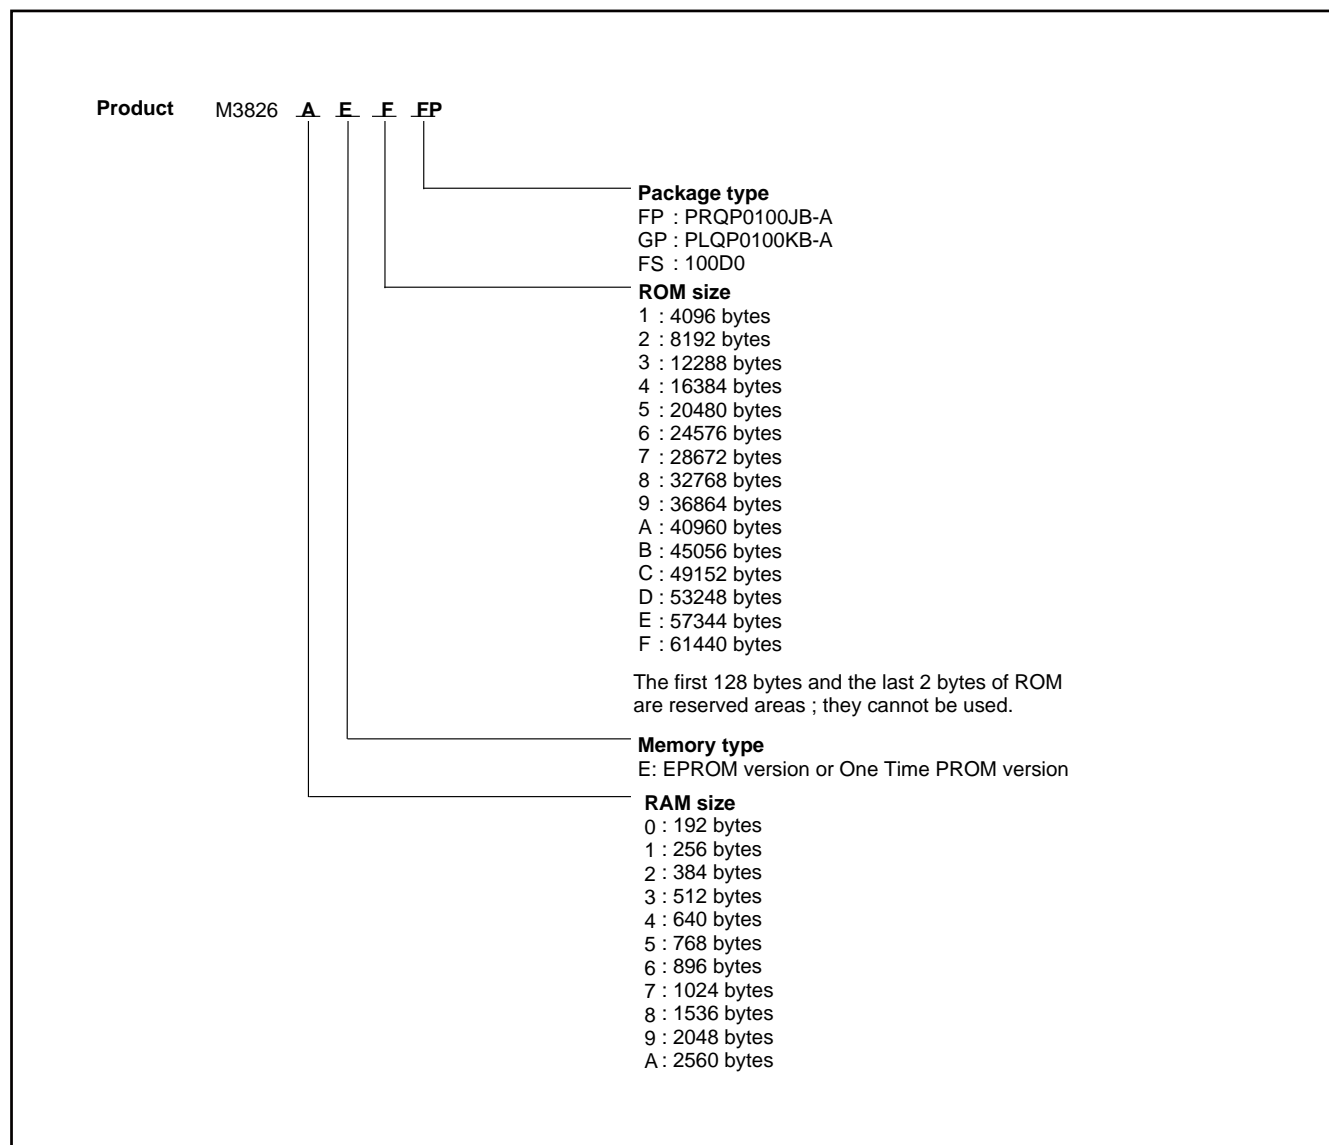 Product M3826 A E F FP
Package type
FP : PRQP0100JB-A
GP : PLQP0100KB-A
FS : 100D0
ROM size
1 : 4096 bytes
2 : 8192 bytes
3 : 12288 bytes
4 : 16384 bytes
5 : 20480 bytes
6 : 24576 bytes
7 : 28672 bytes
8 : 32768 bytes
9 : 36864 bytes
A : 40960 bytes
B : 45056 bytes
C : 49152 bytes
D : 53248 bytes
E : 57344 bytes
F : 61440 bytes
The first 128 bytes and the last 2 bytes of ROM
are reserved areas ; they cannot be used.
Memory type
E: EPROM version or One Time PROM version
RAM size
0 : 192 bytes
1 : 256 bytes
2 : 384 bytes
3 : 512 bytes
4 : 640 bytes
5 : 768 bytes
6 : 896 bytes
7 : 1024 bytes
8 : 1536 bytes
9 : 2048 bytes
A : 2560 bytes